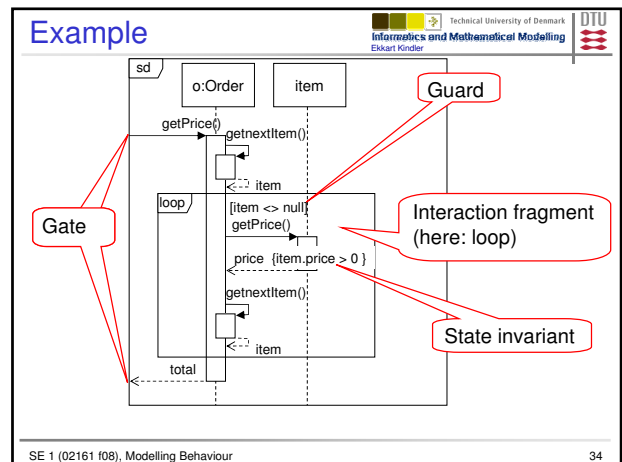 Example
Technical University of Denmark
DTU
Informatics and Mathematical Modelling
Ekkart Kindler
sd
o:Order
item
Guard
getPrice()
getnextItem()
item
loop
[item <> null]
getPrice()
Interaction fragment
(here: loop)
Gate
price {item.price > 0 }
getnextItem()
State invariant
item
total
SE 1 (02161 f08), Modelling Behaviour
34